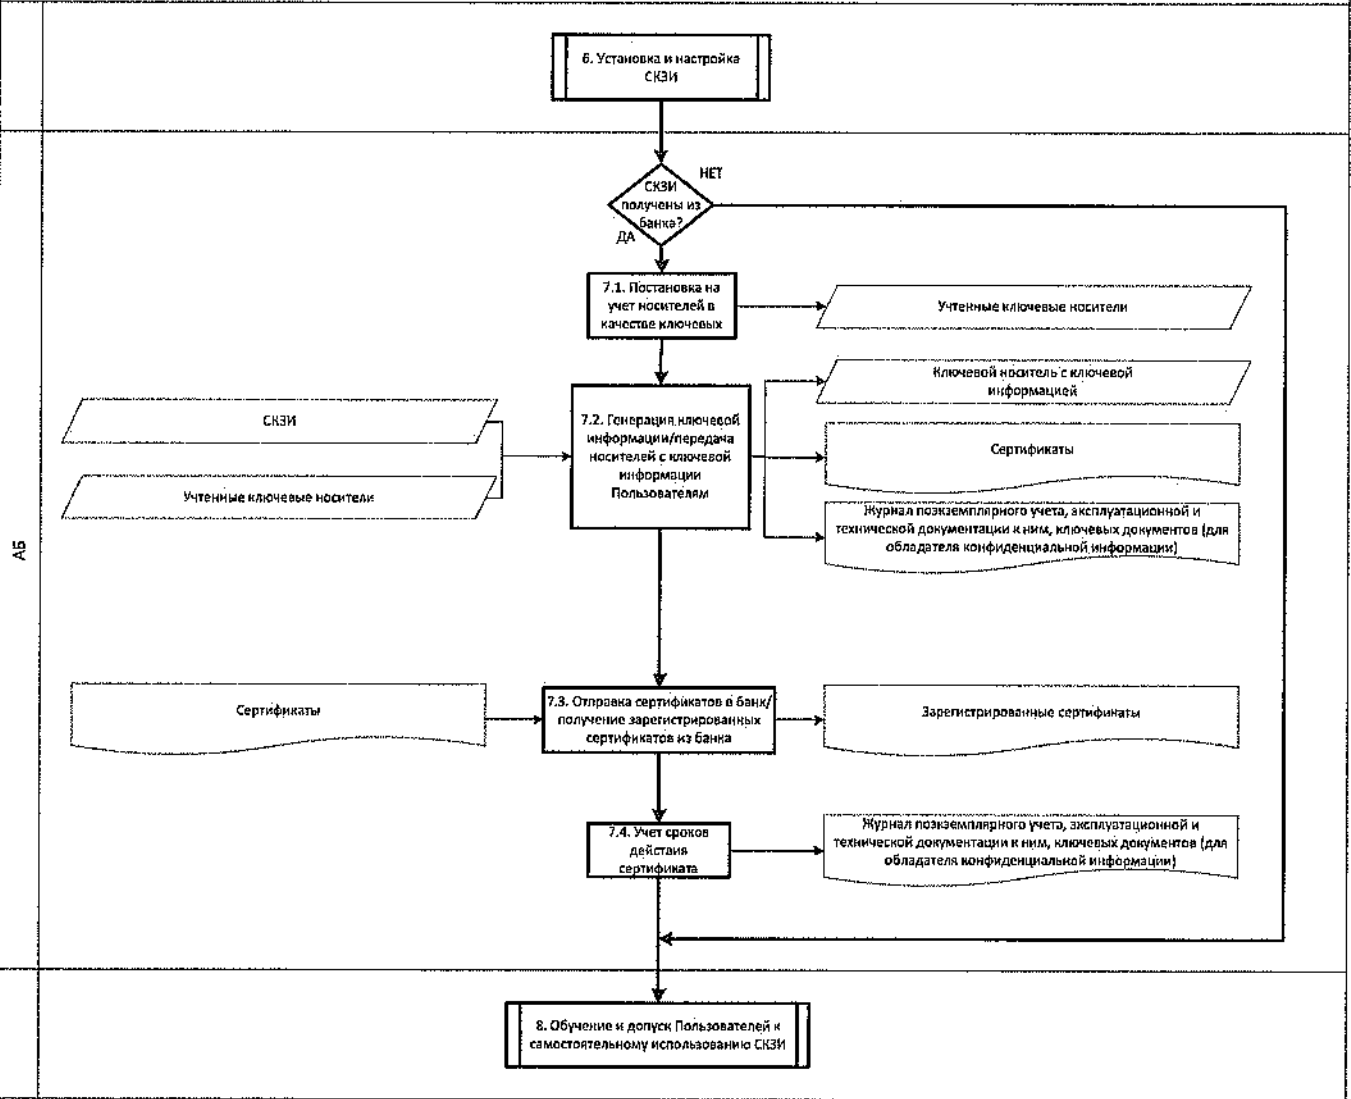 6. Установка и настройка
СКЗИ
СКЗИ
получены из
банка?
НЕТ
ДА
7.1. Постановка на
учет носителей в
качестве ключевых
Учтенные ключевые носители
Ключевой носитель с ключевой
информацией
СКЗИ
7.2. Генерация ключевой
информации/передача
носителей с ключевой
информации
Пользователям
Сертификаты
Учтенные ключевые носители
Журнал поэкземплярного учета, эксплуатационной и
технической документации к ним, ключевых документов (для
обладателя конфиденциальной информации)
АБ
Сертификаты
7.3. Отправка сертификатов в банк/
получение зарегистрированных
сертификатов из банка
Зарегистрированные сертификаты
7.4. Учет сроков
действия
сертификата
Журнал поэкземплярного учета, эксплуатационной и
технической документации к ним, ключевых документов (для
обладателя конфиденциальной информации)
8. Обучение и допуск Пользователей к
самостоятельному использованию СКЗИ